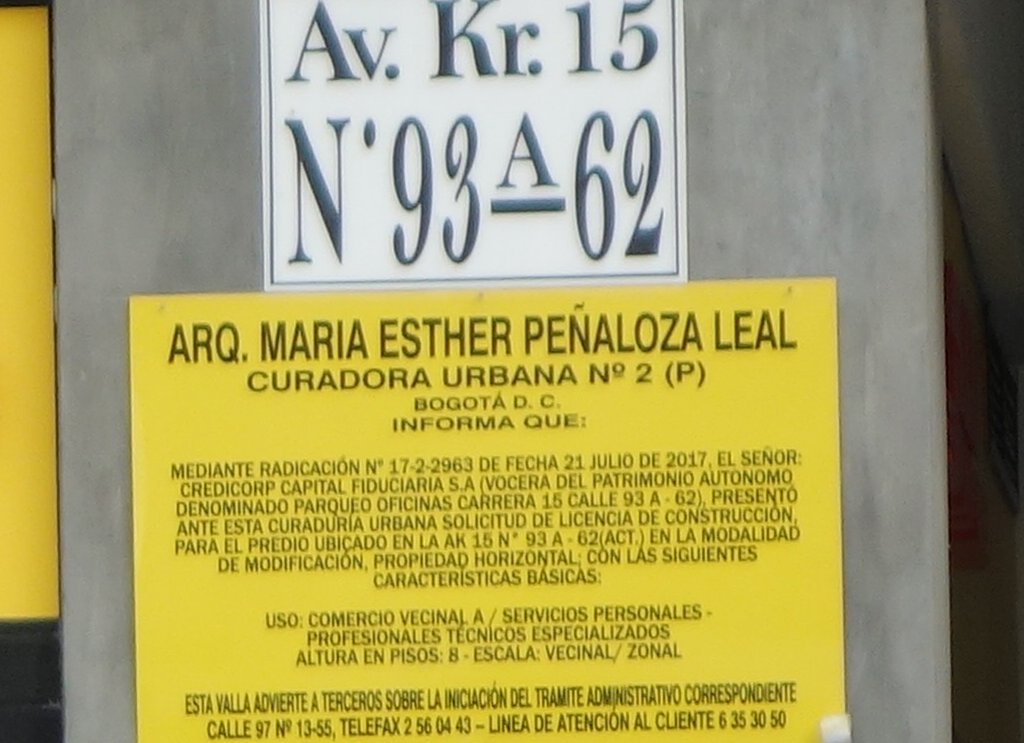 Av. Kr. 15
N° 93 A 62
ARQ. MARIA ESTHER PEÑALOZA LEAL
CURADORA URBANA Nº 2 (P)
BOGOTÁ D. C.
INFORMA QUE:
MEDIANTE RADICACIÓN N° 17-2-2963 DE FECHA 21 JULIO DE 2017, EL SEÑOR:
CREDICORP CAPITAL FIDUCIARIA S.A (VOCERA DEL PATRIMONIO AUTONOMO
DENOMINADO PARQUEO OFICINAS CARRERA 15 CALLE 93 A - 62), PRESENTÓ
ANTE ESTA CURADURÍA URBANA SOLICITUD DE LICENCIA DE CONSTRUCCIÓN,
PARA EL PREDIO UBICADO EN LA AK 15 N° 93 A - 62(ACT.) EN LA MODALIDAD
DE MODIFICACIÓN, PROPIEDAD HORIZONTAL; CON LAS SIGUIENTES
CARACTERÍSTICAS BÁSICAS:
USO: COMERCIO VECINAL A / SERVICIOS PERSONALES -
PROFESIONALES TÉCNICOS ESPECIALIZADOS
ALTURA EN PISOS: 8 - ESCALA: VECINAL/ ZONAL
ESTA VALLA ADVIERTE A TERCEROS SOBRE LA INICIACIÓN DEL TRAMITE ADMINISTRATIVO CORRESPONDIENTE
CALLE 97 Nº 13-55, TELEFAX 2 56 04 43 – LINEA DE ATENCIÓN AL CLIENTE 6 35 30 50